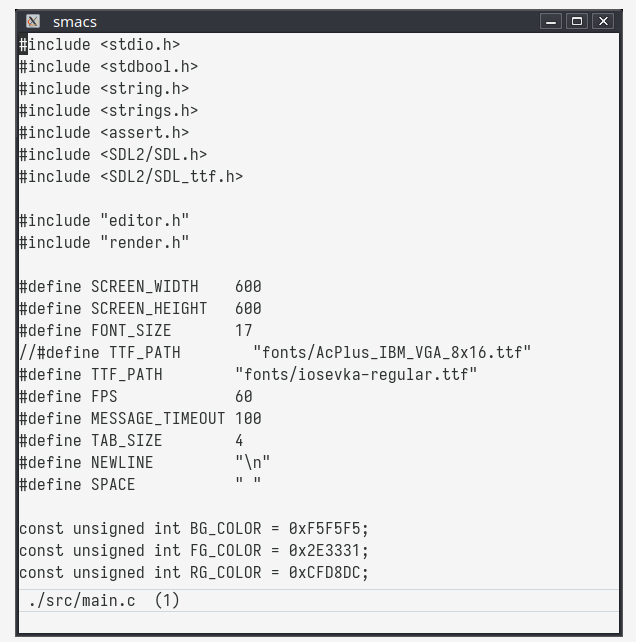 smacs
#include <stdio.h>
#include <stdbool.h>
#include <string.h>
#include <strings.h>
#include <assert.h>
#include <SDL2/SDL.h>
#include <SDL2/SDL_ttf.h>

#include "editor.h"
#include "render.h"

#define SCREEN_WIDTH    600
#define SCREEN_HEIGHT   600
#define FONT_SIZE       17
//#define TTF_PATH        "fonts/AcPlus_IBM_VGA_8x16.ttf"
#define TTF_PATH        "fonts/iosevka-regular.ttf"
#define FPS             60
#define MESSAGE_TIMEOUT 100
#define TAB_SIZE        4
#define NEWLINE         "\n"
#define SPACE           " "

const unsigned int BG_COLOR = 0xF5F5F5;
const unsigned int FG_COLOR = 0x2E3331;
const unsigned int RG_COLOR = 0xCFD8DC;
./src/main.c  (1)